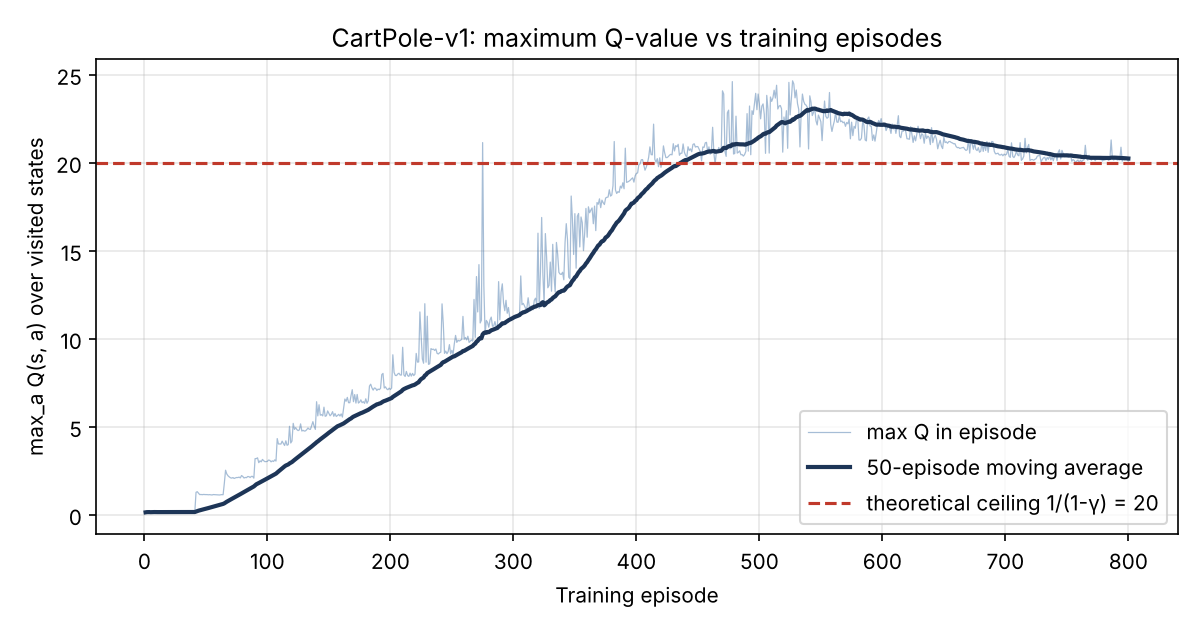 CartPole-v1: maximum Q-value vs training episodes
max_a Q(s, a) over visited states
25
20
15
10
5
0
0 100 200 300 400 500 600 700 800
Training episode
max Q in episode
50-episode moving average
theoretical ceiling 1/(1-γ) = 20